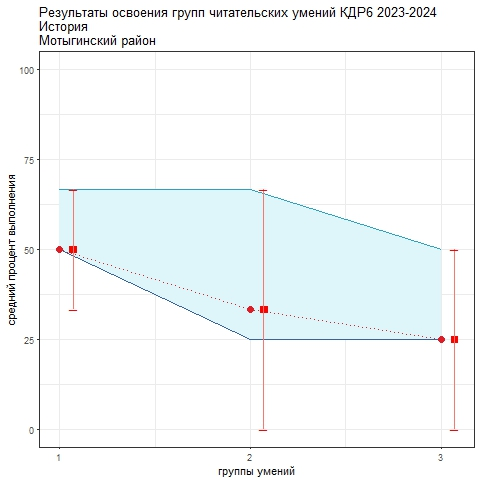 Результаты освоения групп читательских умений КДР6 2023-2024
История
Мотыгинский район
100
75
50
25
0
средний процент выполнения
1
2
3
группы умений